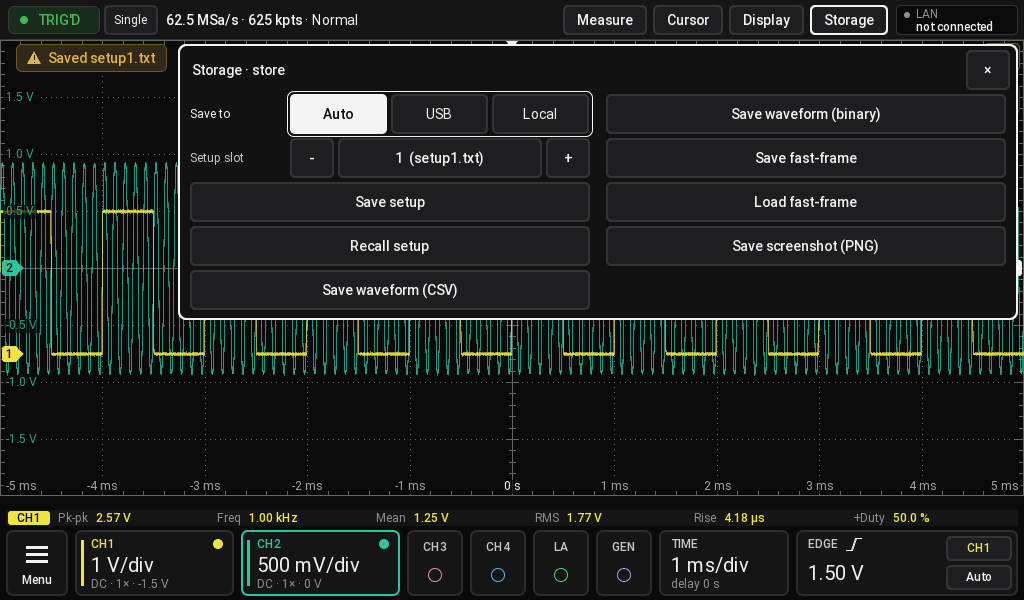 TRIG'D Single 62.5 MSa/s · 625 kpts · Normal Measure Cursor Display Storage LAN
not connected
Saved setup1.txt
Storage · store ×
Save to Auto USB Local Save waveform (binary)
Setup slot - 1 (setup1.txt) + Save fast-frame
Save setup Load fast-frame
Recall setup Save screenshot (PNG)
Save waveform (CSV)
1.5 V
1.0 V
0.5 V
2
-0.5 V
1
-1.0 V
-1.5 V
-5 ms -4 ms -3 ms -2 ms -1 ms 0 s 1 ms 2 ms 3 ms 4 ms 5 ms
CH1 Pk-pk 2.57 V Freq 1.00 kHz Mean 1.25 V RMS 1.77 V Rise 4.18 µs +Duty 50.0 %
Menu
CH1
1 V/div
DC · 1× · -1.5 V
CH2
500 mV/div
DC · 1× · 0 V
CH3
CH4
LA
GEN
TIME
1 ms/div
delay 0 s
EDGE
1.50 V
CH1
Auto